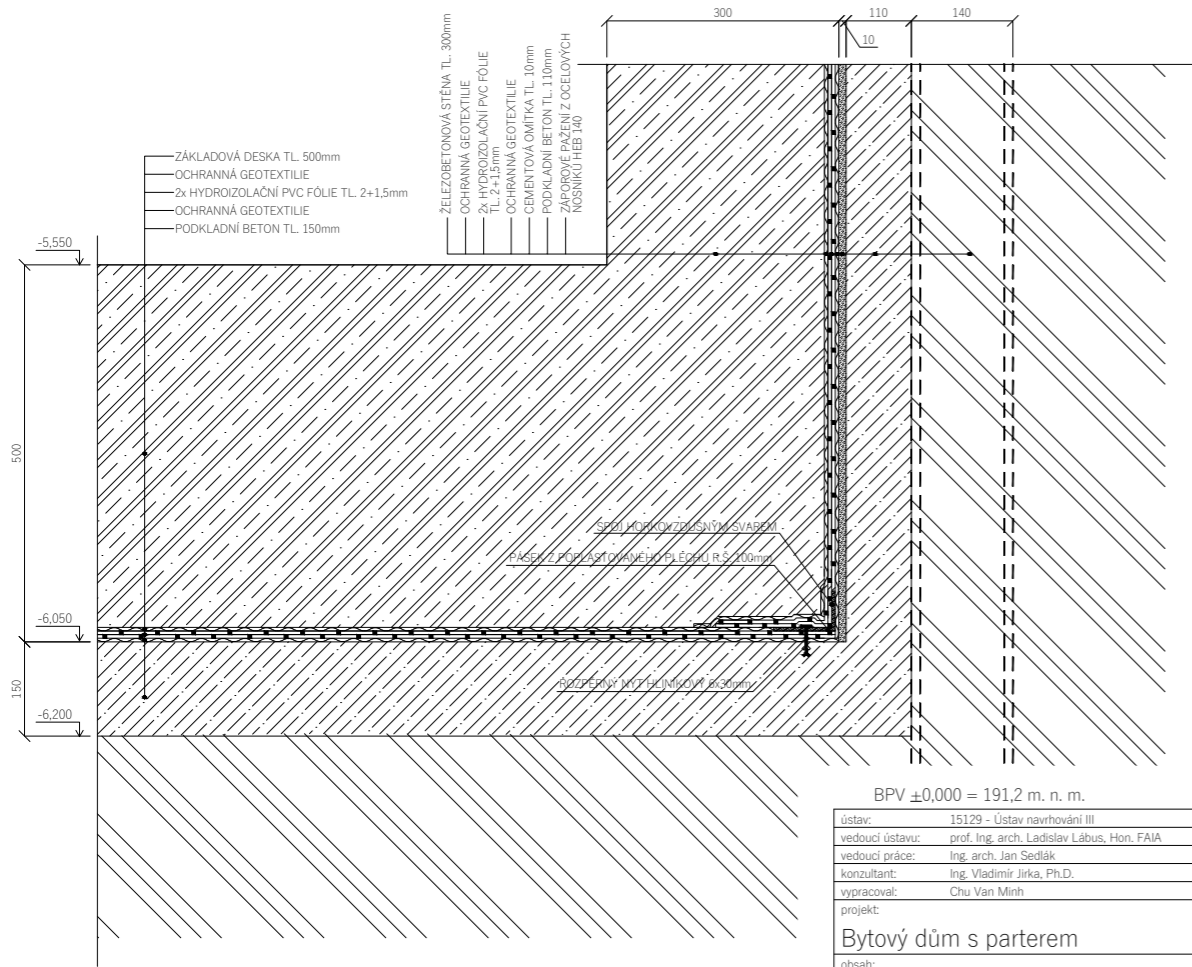 300
110
140
10
ŽELEZOBETONOVÁ STĚNA TL. 300mm
OCHRANNÁ GEOTEXTILIE
2x HYDROIZOLAČNÍ PVC FÓLIE
TL. 2+1,5mm
OCHRANNÁ GEOTEXTILIE
CEMENTOVÁ OMÍTKA TL. 10mm
PODKLADNÍ BETON TL. 110mm
ZÁPOROVÉ PAŽENÍ Z OCELOVÝCH
NOSNÍKŮ HEB 140
ZÁKLADOVÁ DESKA TL. 500mm
OCHRANNÁ GEOTEXTILIE
2x HYDROIZOLAČNÍ PVC FÓLIE TL. 2+1,5mm
OCHRANNÁ GEOTEXTILIE
PODKLADNÍ BETON TL. 150mm
-5,550
500
SPOJ HORKOVZDUŠNÝM SVAREM
PÁSEK Z POPLASTOVANÉHO PLECHU R.Š. 100mm
-6,050
ROZPĚRNÝ NÝT HLINÍKOVÝ 6x30mm
150
-6,200
BPV ±0,000 = 191,2 m. n. m.
ústav: 15129 - Ústav navrhování III
vedoucí ústavu: prof. Ing. arch. Ladislav Lábus, Hon. FAIA
vedoucí práce: Ing. arch. Jan Sedlák
konzultant: Ing. Vladimír Jirka, Ph.D.
vypracoval: Chu Van Minh
projekt:
Bytový dům s parterem
obsah: